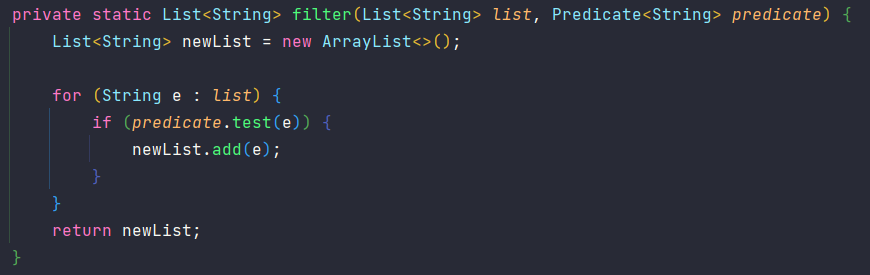 private static List<String> filter(List<String> list, Predicate<String> predicate) {
    List<String> newList = new ArrayList<>();

    for (String e : list) {
        if (predicate.test(e)) {
            newList.add(e);
        }
    }
    return newList;
}